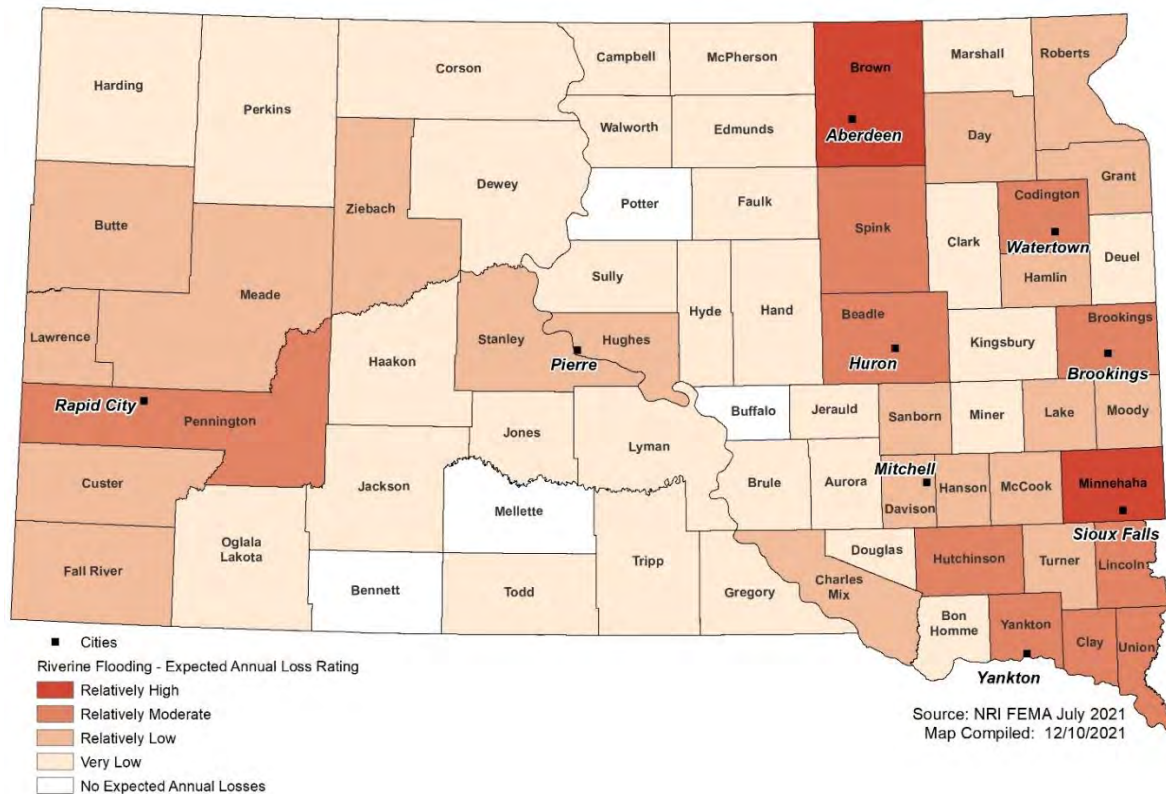 Harding
Perkins
Corson
Campbell
McPherson
Brown
Marshall
Roberts
Walworth
Edmunds
Aberdeen
Day
Dewey
Ziebach
Butte
Potter
Faulk
Spink
Grant
Codington
Clark
Watertown
Deuel
Meade
Sully
Hamlin
Lawrence
Haakon
Stanley
Hughes
Hyde
Hand
Beadle
Kingsbury
Brookings
Pierre
Huron
Brookings
Rapid City
Pennington
Buffalo
Jerauld
Sanborn
Miner
Lake
Moody
Jones
Lyman
Custer
Jackson
Mellette
Brule
Aurora
Mitchell
Davison
Hanson
McCook
Minnehaha
Sioux Falls
Oglala
Lakota
Fall River
Bennett
Todd
Tripp
Gregory
Douglas
Charles
Mix
Hutchinson
Turner
Lincoln
Bon
Homme
Yankton
Clay
Union
Yankton
Cities
Riverine Flooding - Expected Annual Loss Rating
Relatively High
Relatively Moderate
Relatively Low
Very Low
No Expected Annual Losses
Source: NRI FEMA July 2021
Map Compiled: 12/10/2021